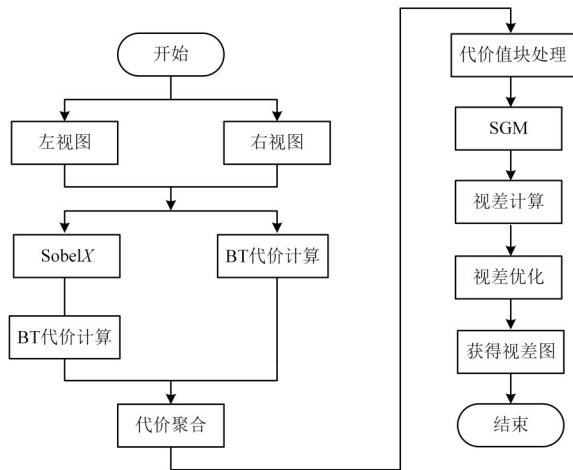 开始
左视图
右视图
SobelX
BT代价计算
BT代价计算
代价聚合
代价值块处理
SGM
视差计算
视差优化
获得视差图
结束